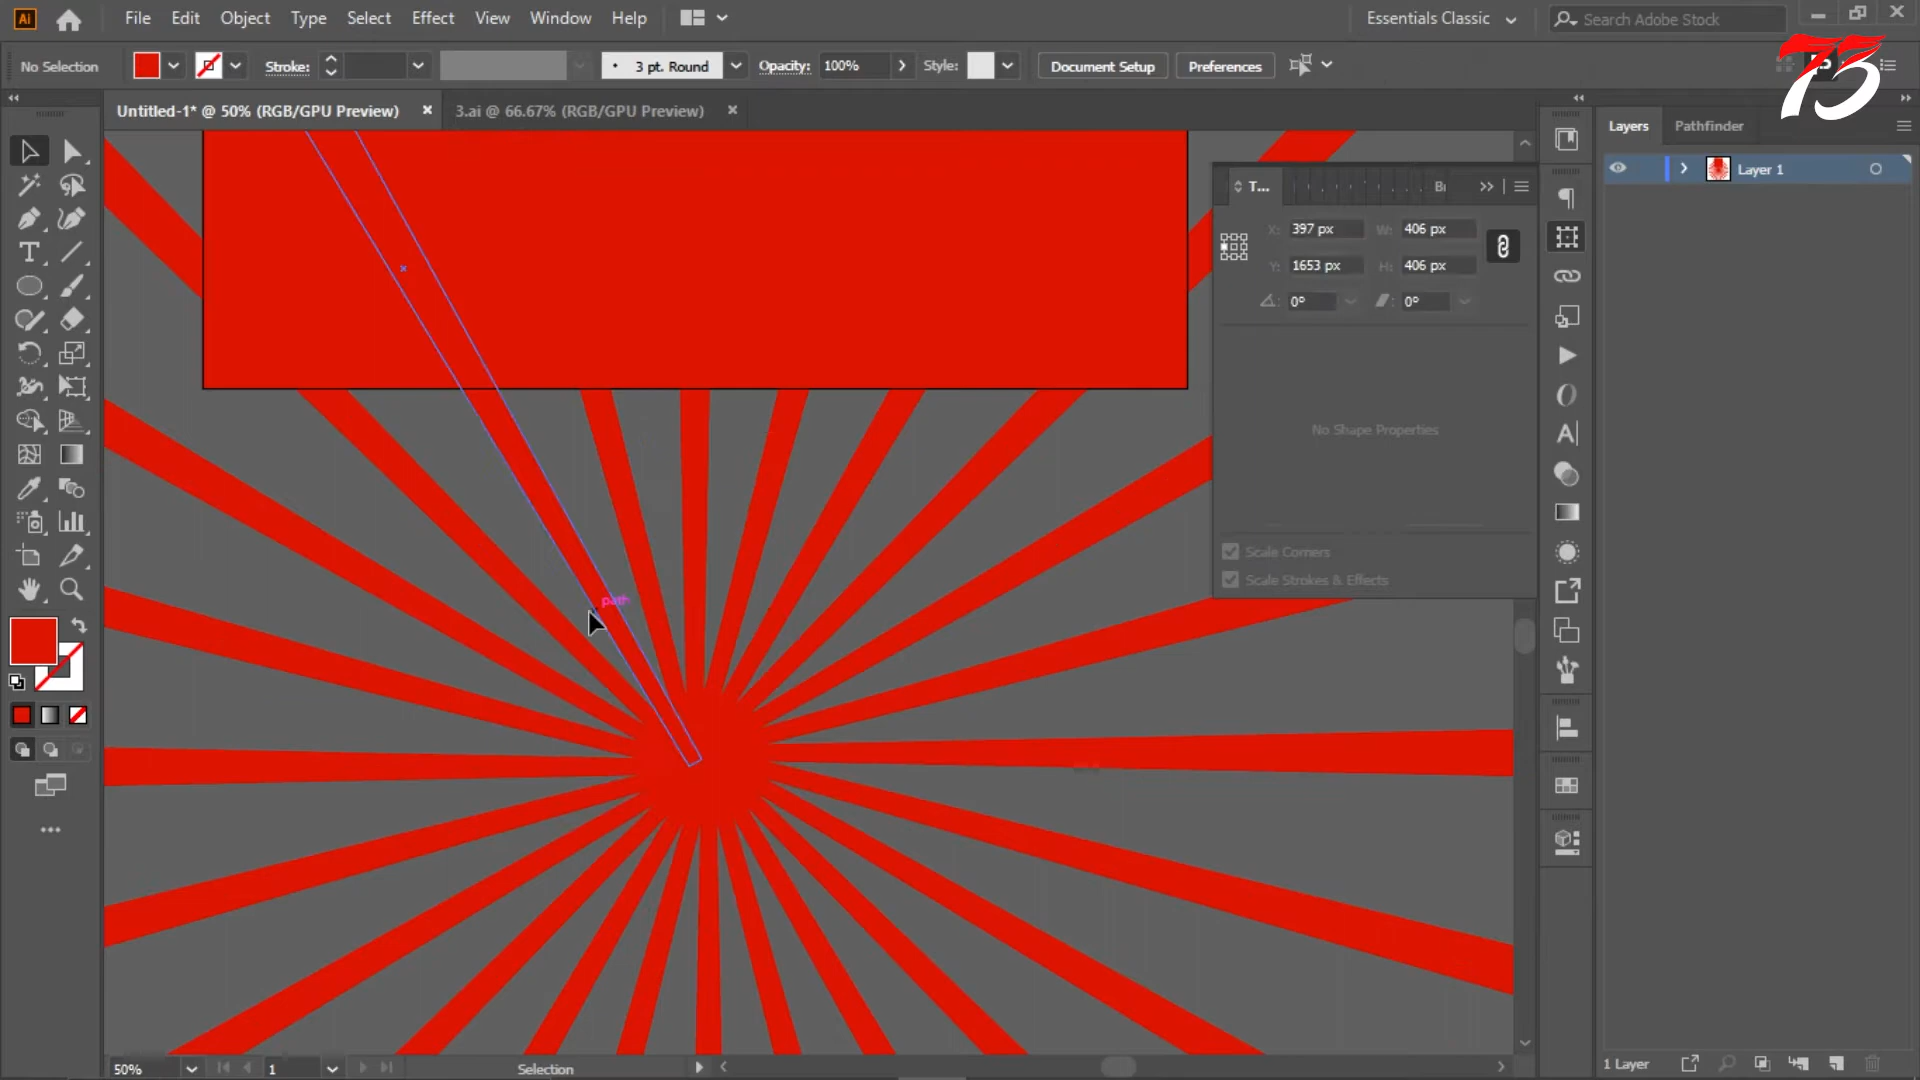 Ai File Edit Object Type Select Effect View Window Help Essentials Classic Search Adobe Stock
No Selection Stroke: 3 pt. Round Opacity: 100% Style: Document Setup Preferences
73
Untitled-1* @ 50% (RGB/GPU Preview) 3.ai @ 66.67% (RGB/GPU Preview)
Layers Pathfinder
Layer 1
T... Br
X: 397 px W: 406 px
Y: 1653 px H: 406 px
0° 0°
No Shape Properties
Scale Corners
Scale Strokes & Effects
path
50% 1 Selection
1 Layer